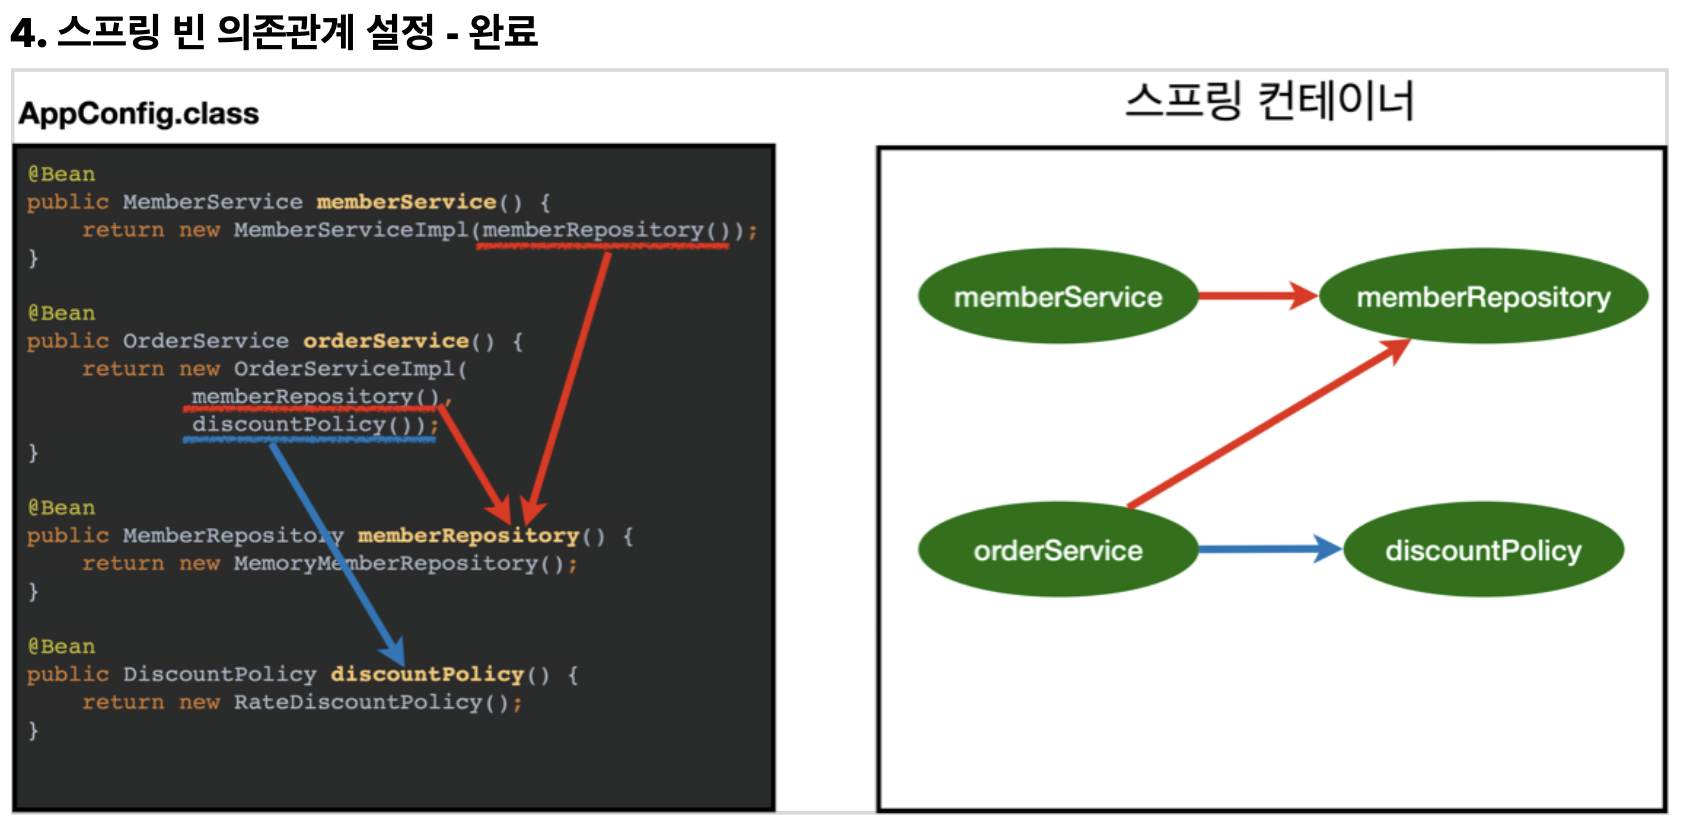 4. 스프링 빈 의존관계 설정 - 완료
AppConfig.class
@Bean
public MemberService memberService() {
return new MemberServiceImpl(memberRepository());
}
@Bean
public OrderService orderService() {
return new OrderServiceImpl(
memberRepository(),
discountPolicy());
}
@Bean
public MemberRepository memberRepository() {
return new MemoryMemberRepository();
}
@Bean
public DiscountPolicy discountPolicy() {
return new RateDiscountPolicy();
}
스프링 컨테이너
memberService
memberRepository
orderService
discountPolicy